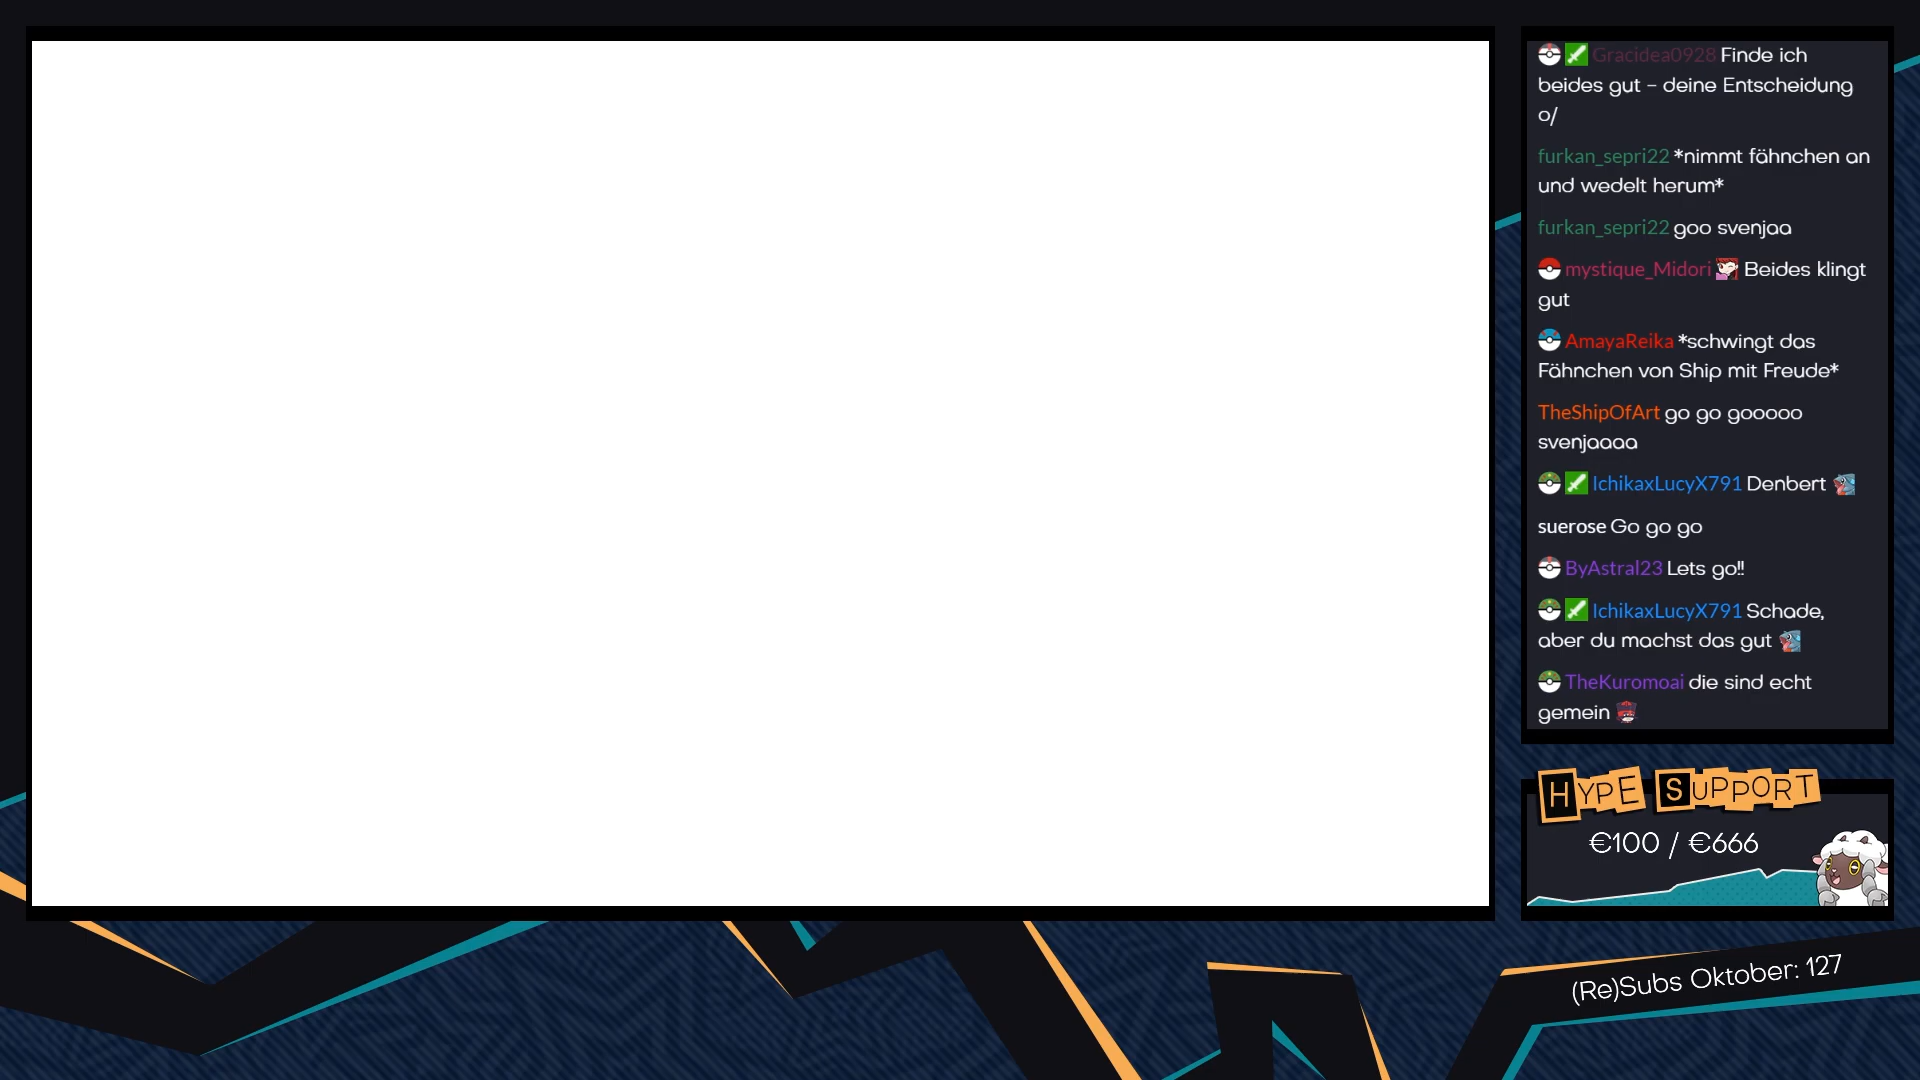 Gracidea0928 Finde ich
beides gut - deine Entscheidung
o/
furkan_sepri22 *nimmt fähnchen an
und wedelt herum*
furkan_sepri22 goo svenjaa
mystique_Midori Beides klingt
gut
AmayaReika *schwingt das
Fähnchen von Ship mit Freude*
TheShipOfArt go go gooooo
svenjaaaa
IchikaxLucyX791 Denbert
suerose Go go go
ByAstral23 Lets go!!
IchikaxLucyX791 Schade,
aber du machst das gut
TheKuromoai die sind echt
gemein
HYPE SUPPORT
€100 / €666
(Re)Subs Oktober: 127